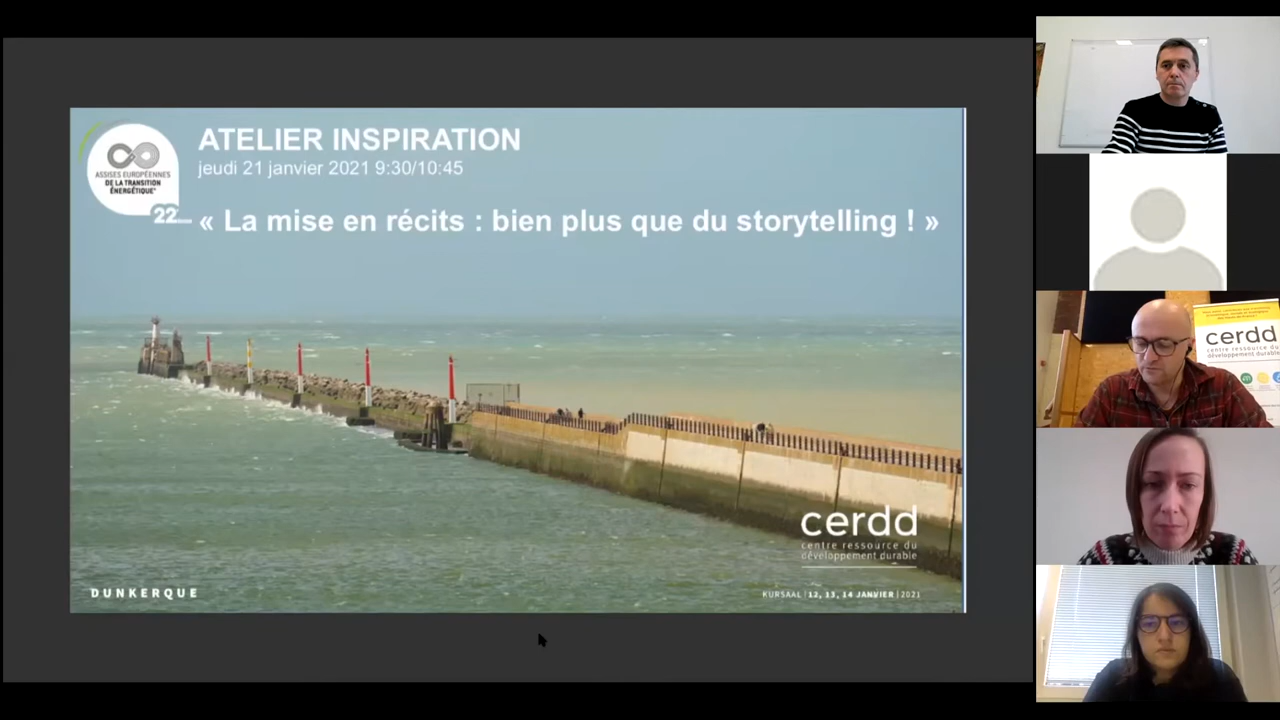 ATELIER INSPIRATION
jeudi 21 janvier 2021 9:30/10:45
ASSISES EUROPÉENNES
DE LA TRANSITION
ÉNERGÉTIQUE
22
« La mise en récits : bien plus que du storytelling ! »
cerdd
centre ressource du
développement durable
DUNKERQUE
KURSAAL | 12, 13, 14 JANVIER | 2021
cerdd
centre ressource du
développement durable